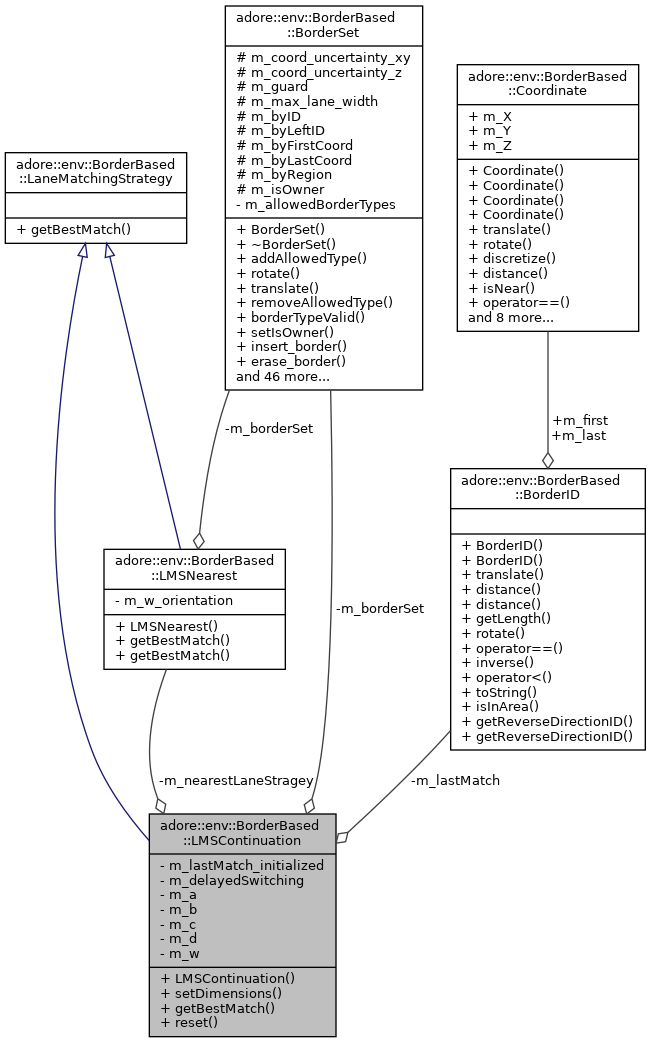 adore::env::BorderBased
::BorderSet
# m_coord_uncertainty_xy
# m_coord_uncertainty_z
# m_guard
# m_max_lane_width
# m_byID
# m_byLeftID
# m_byFirstCoord
# m_byLastCoord
# m_byRegion
# m_isOwner
- m_allowedBorderTypes
+ BorderSet()
+ ~BorderSet()
+ addAllowedType()
+ rotate()
+ translate()
+ removeAllowedType()
+ borderTypeValid()
+ setIsOwner()
+ insert_border()
+ erase_border()
and 46 more...
adore::env::BorderBased
::Coordinate
+ m_X
+ m_Y
+ m_Z
+ Coordinate()
+ Coordinate()
+ Coordinate()
+ Coordinate()
+ translate()
+ rotate()
+ discretize()
+ distance()
+ isNear()
+ operator==()
and 8 more...
adore::env::BorderBased
::LaneMatchingStrategy
+ getBestMatch()
-m_borderSet
+m_first
+m_last
adore::env::BorderBased
::BorderID
+ BorderID()
+ BorderID()
+ translate()
+ distance()
+ distance()
+ getLength()
+ rotate()
+ operator==()
+ inverse()
+ operator<()
+ toString()
+ isInArea()
+ getReverseDirectionID()
+ getReverseDirectionID()
adore::env::BorderBased
::LMSNearest
- m_w_orientation
+ LMSNearest()
+ getBestMatch()
+ getBestMatch()
-m_borderSet
-m_nearestLaneStragey
-m_lastMatch
adore::env::BorderBased
::LMSContinuation
- m_lastMatch_initialized
- m_delayedSwitching
- m_a
- m_b
- m_c
- m_d
- m_w
+ LMSContinuation()
+ setDimensions()
+ getBestMatch()
+ reset()